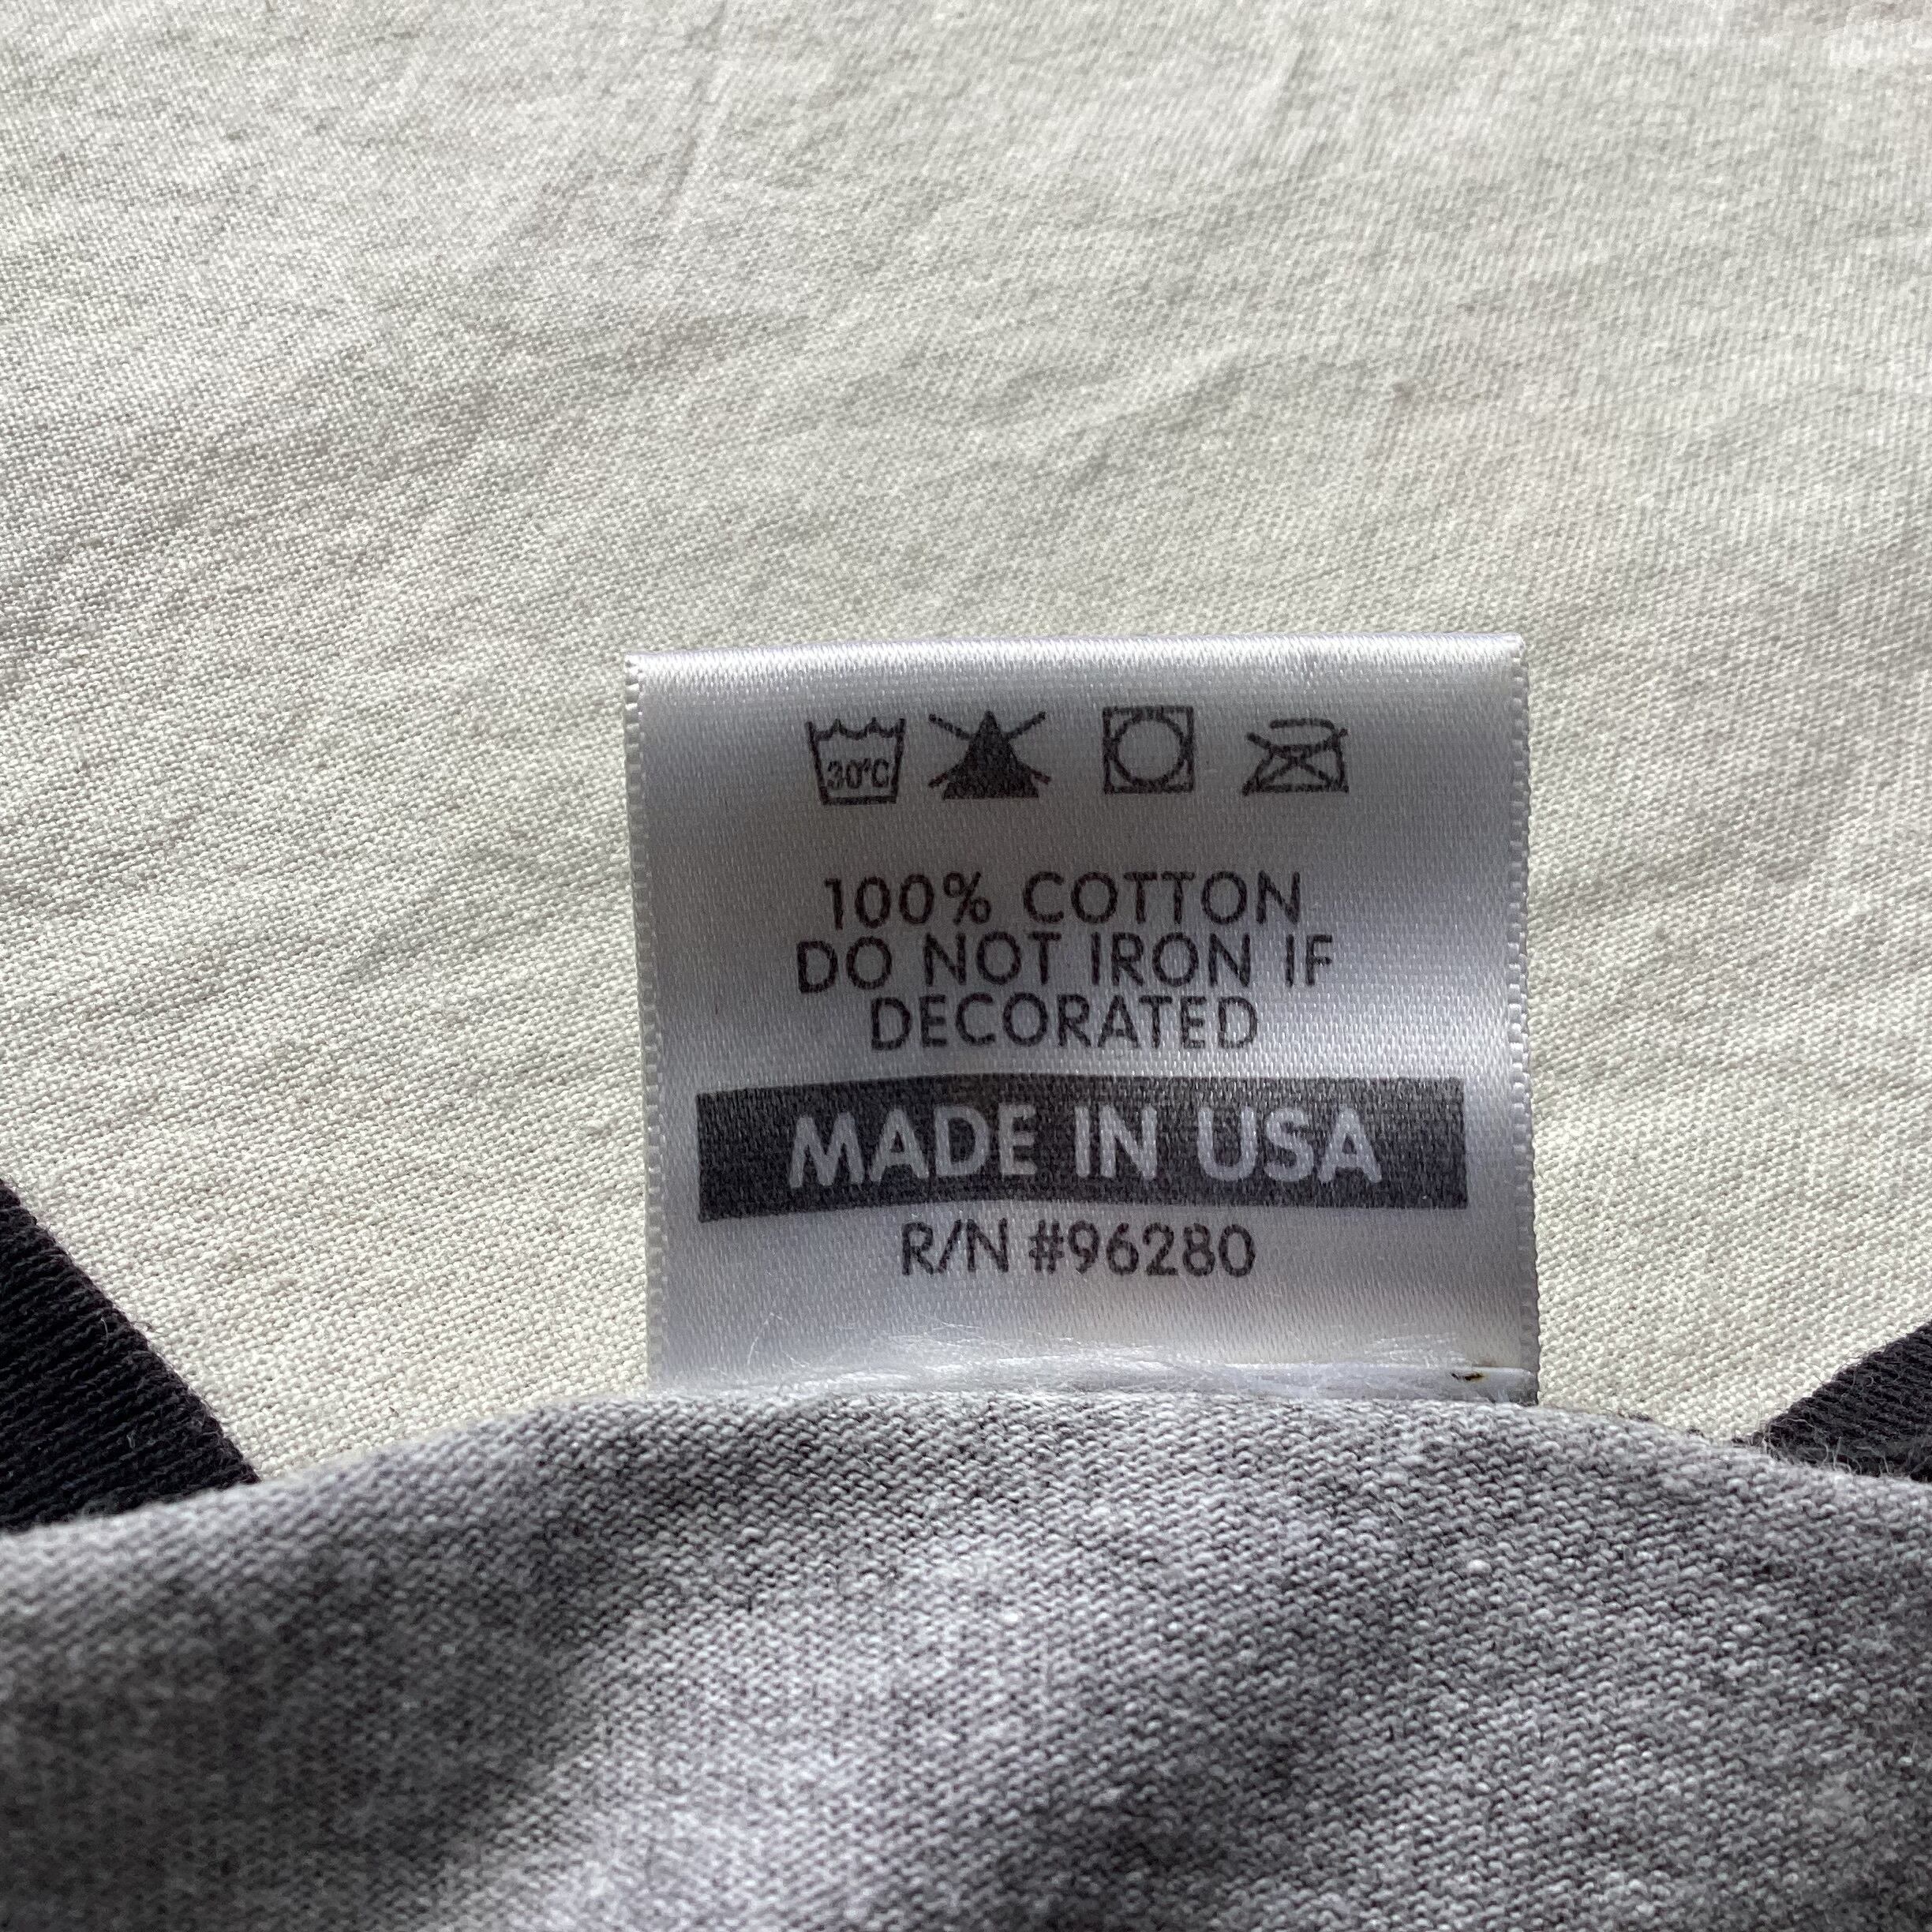 30°C
100% COTTON
DO NOT IRON IF
DECORATED
MADE IN USA
R/N #96280